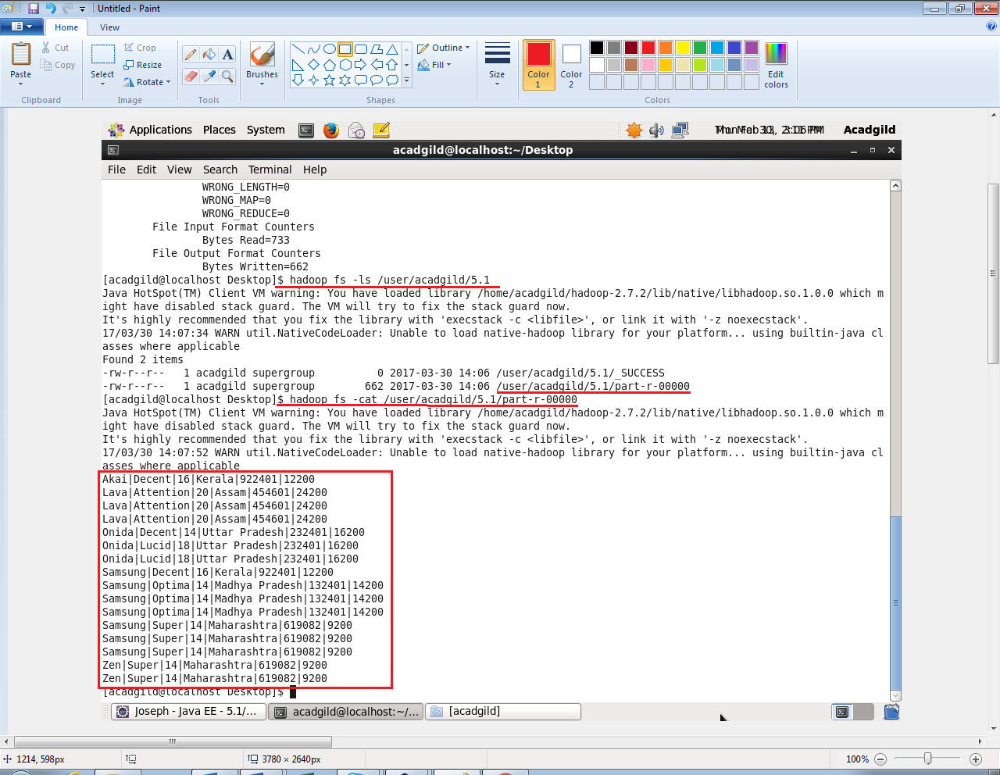 Untitled - Paint
Home View
Paste
Cut
Copy
Clipboard
Select
Crop
Resize
Rotate
Image
Tools
Brushes
Shapes
Outline
Fill
Size
Color 1
Color 2
Edit colors
Colors
Applications Places System Acadgild
acadgild@localhost:~/Desktop
File Edit View Search Terminal Help
WRONG_LENGTH=0
WRONG_MAP=0
WRONG_REDUCE=0
File Input Format Counters
Bytes Read=733
File Output Format Counters
Bytes Written=662
[acadgild@localhost Desktop]$ hadoop fs -ls /user/acadgild/5.1
Java HotSpot(TM) Client VM warning: You have loaded library /home/acadgild/hadoop-2.7.2/lib/native/libhadoop.so.1.0.0 which m
ight have disabled stack guard. The VM will try to fix the stack guard now.
It's highly recommended that you fix the library with 'execstack -c <libfile>', or link it with '-z noexecstack'.
17/03/30 14:07:34 WARN util.NativeCodeLoader: Unable to load native-hadoop library for your platform... using builtin-java cl
asses where applicable
Found 2 items
-rw-r--r--   1 acadgild supergroup          0 2017-03-30 14:06 /user/acadgild/5.1/_SUCCESS
-rw-r--r--   1 acadgild supergroup        662 2017-03-30 14:06 /user/acadgild/5.1/part-r-00000
[acadgild@localhost Desktop]$ hadoop fs -cat /user/acadgild/5.1/part-r-00000
Java HotSpot(TM) Client VM warning: You have loaded library /home/acadgild/hadoop-2.7.2/lib/native/libhadoop.so.1.0.0 which m
ight have disabled stack guard. The VM will try to fix the stack guard now.
It's highly recommended that you fix the library with 'execstack -c <libfile>', or link it with '-z noexecstack'.
17/03/30 14:07:52 WARN util.NativeCodeLoader: Unable to load native-hadoop library for your platform... using builtin-java cl
asses where applicable
Akai|Decent|16|Kerala|922401|12200
Lava|Attention|20|Assam|454601|24200
Lava|Attention|20|Assam|454601|24200
Lava|Attention|20|Assam|454601|24200
Onida|Decent|14|Uttar Pradesh|232401|16200
Onida|Lucid|18|Uttar Pradesh|232401|16200
Onida|Lucid|18|Uttar Pradesh|232401|16200
Samsung|Decent|16|Kerala|922401|12200
Samsung|Optima|14|Madhya Pradesh|132401|14200
Samsung|Optima|14|Madhya Pradesh|132401|14200
Samsung|Optima|14|Madhya Pradesh|132401|14200
Samsung|Super|14|Maharashtra|619082|9200
Samsung|Super|14|Maharashtra|619082|9200
Samsung|Super|14|Maharashtra|619082|9200
Zen|Super|14|Maharashtra|619082|9200
Zen|Super|14|Maharashtra|619082|9200
[acadgild@localhost Desktop]$
Joseph - Java EE - 5.1/... acadgild@localhost:~/... [acadgild]
1214, 598px 3780 × 2640px 100%